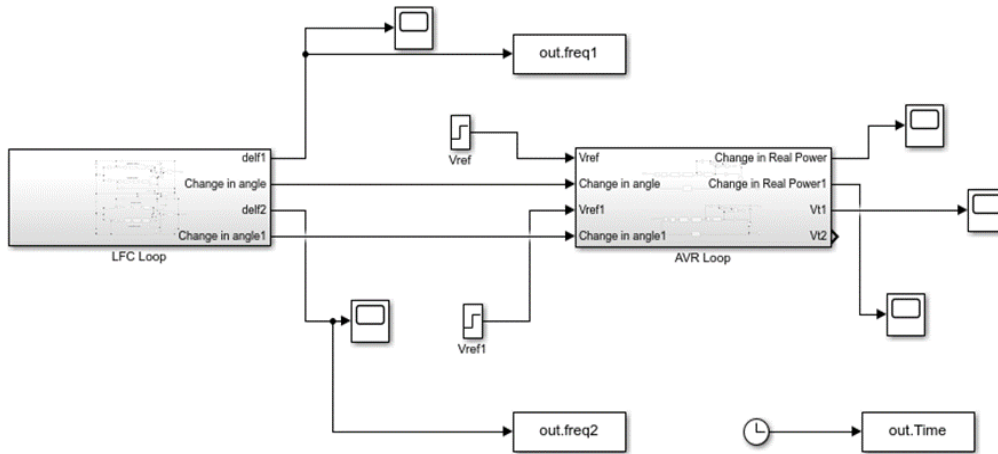 out.freq1
Vref
delf1
Change in angle
delf2
Change in angle1
LFC Loop
Vref
Change in angle
Vref1
Change in angle1
Change in Real Power
Change in Real Power1
Vt1
Vt2
AVR Loop
Vref1
out.freq2
out.Time